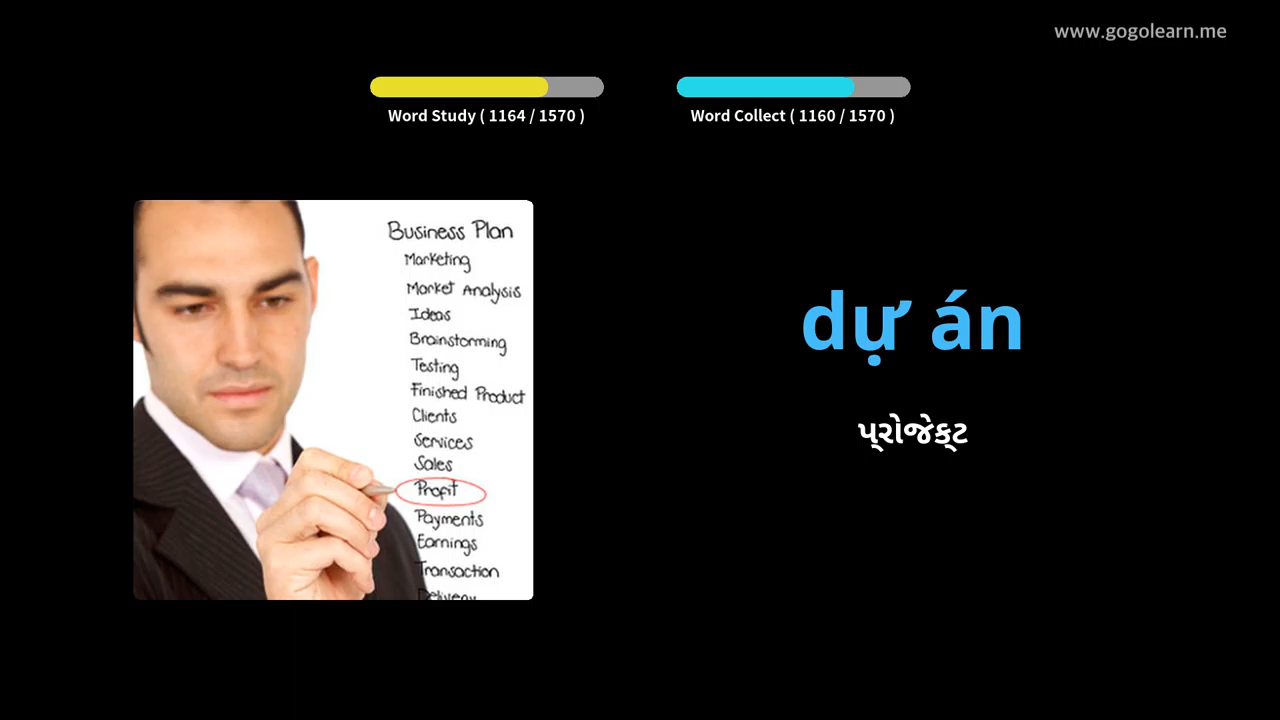 www.gogolearn.me
Word Study ( 1164 / 1570 )
Word Collect ( 1160 / 1570 )
Business Plan
Marketing
Market Analysis
Ideas
Brainstorming
Testing
Finished Product
Clients
Services
Sales
Profit
Payments
Earnings
Transaction
Delivery
dự án
પ્રોજેક્ટ